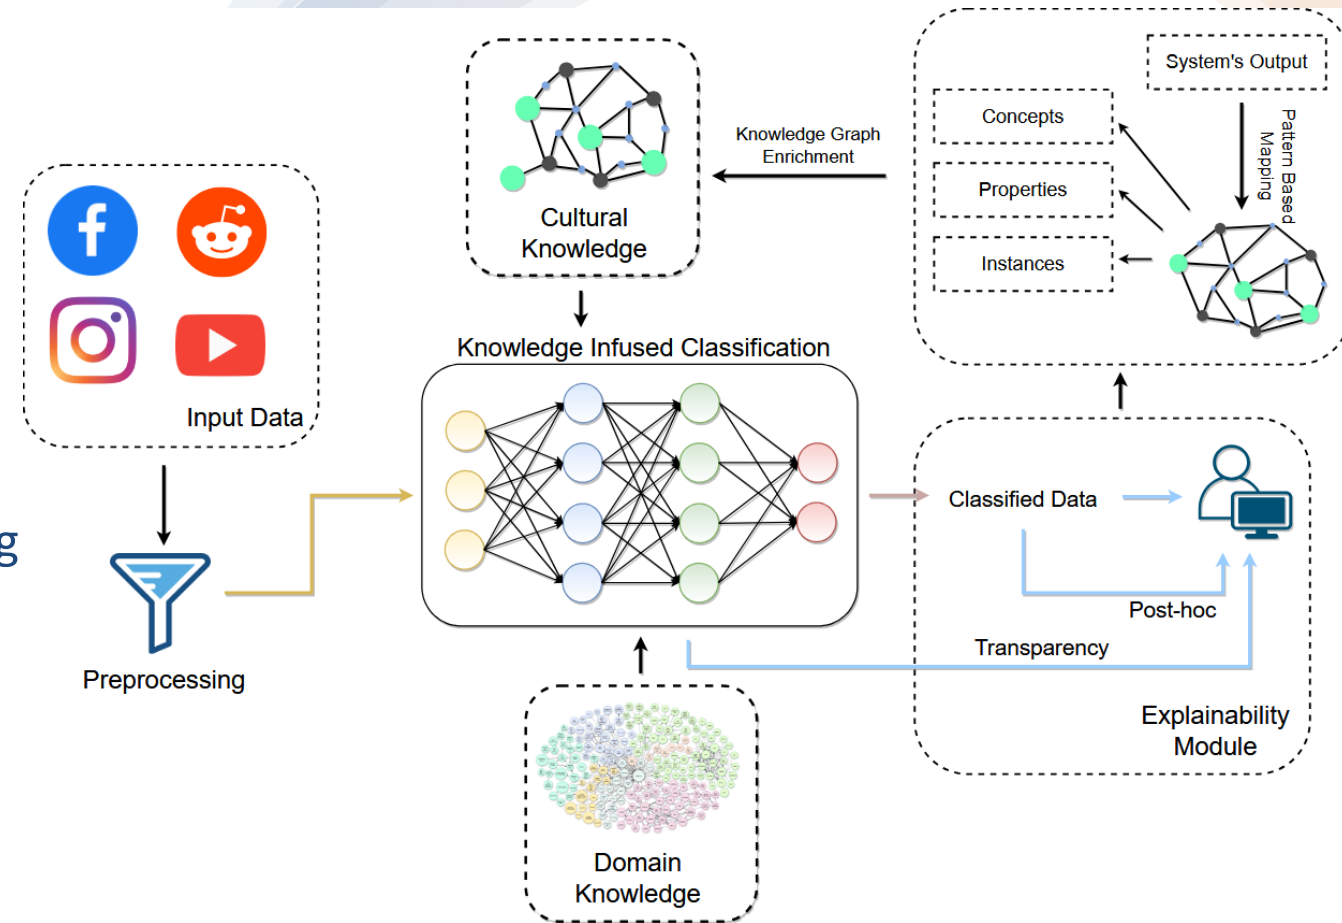 System's Output
Concepts
Pattern Based
Mapping
Knowledge Graph
Enrichment
Properties
Cultural
Knowledge
Instances
Knowledge Infused Classification
Input Data
Classified Data
g
Post-hoc
Transparency
Preprocessing
Explainability
Module
Domain
Knowledge